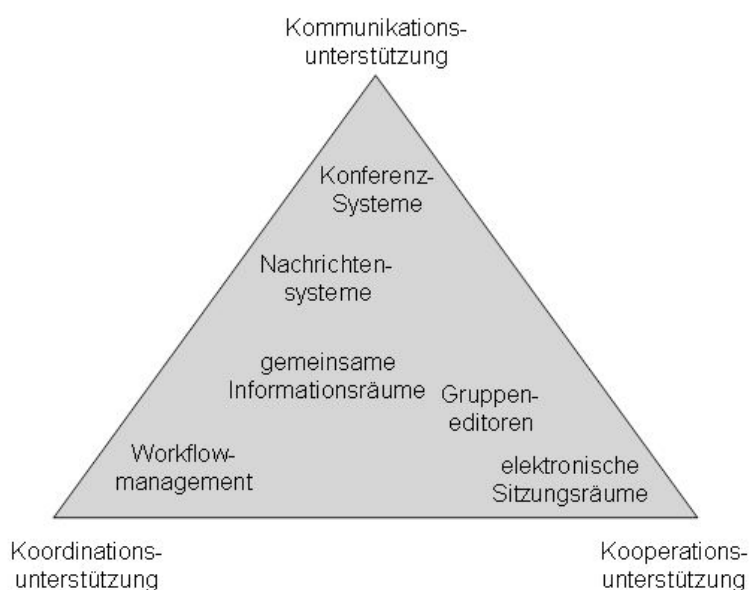 Kommunikations-
unterstützung
Konferenz-
Systeme
Nachrichten-
systeme
gemeinsame
Informationsräume
Gruppen-
editoren
Workflow-
management
elektronische
Sitzungsräume
Koordinations-
unterstützung
Kooperations-
unterstützung